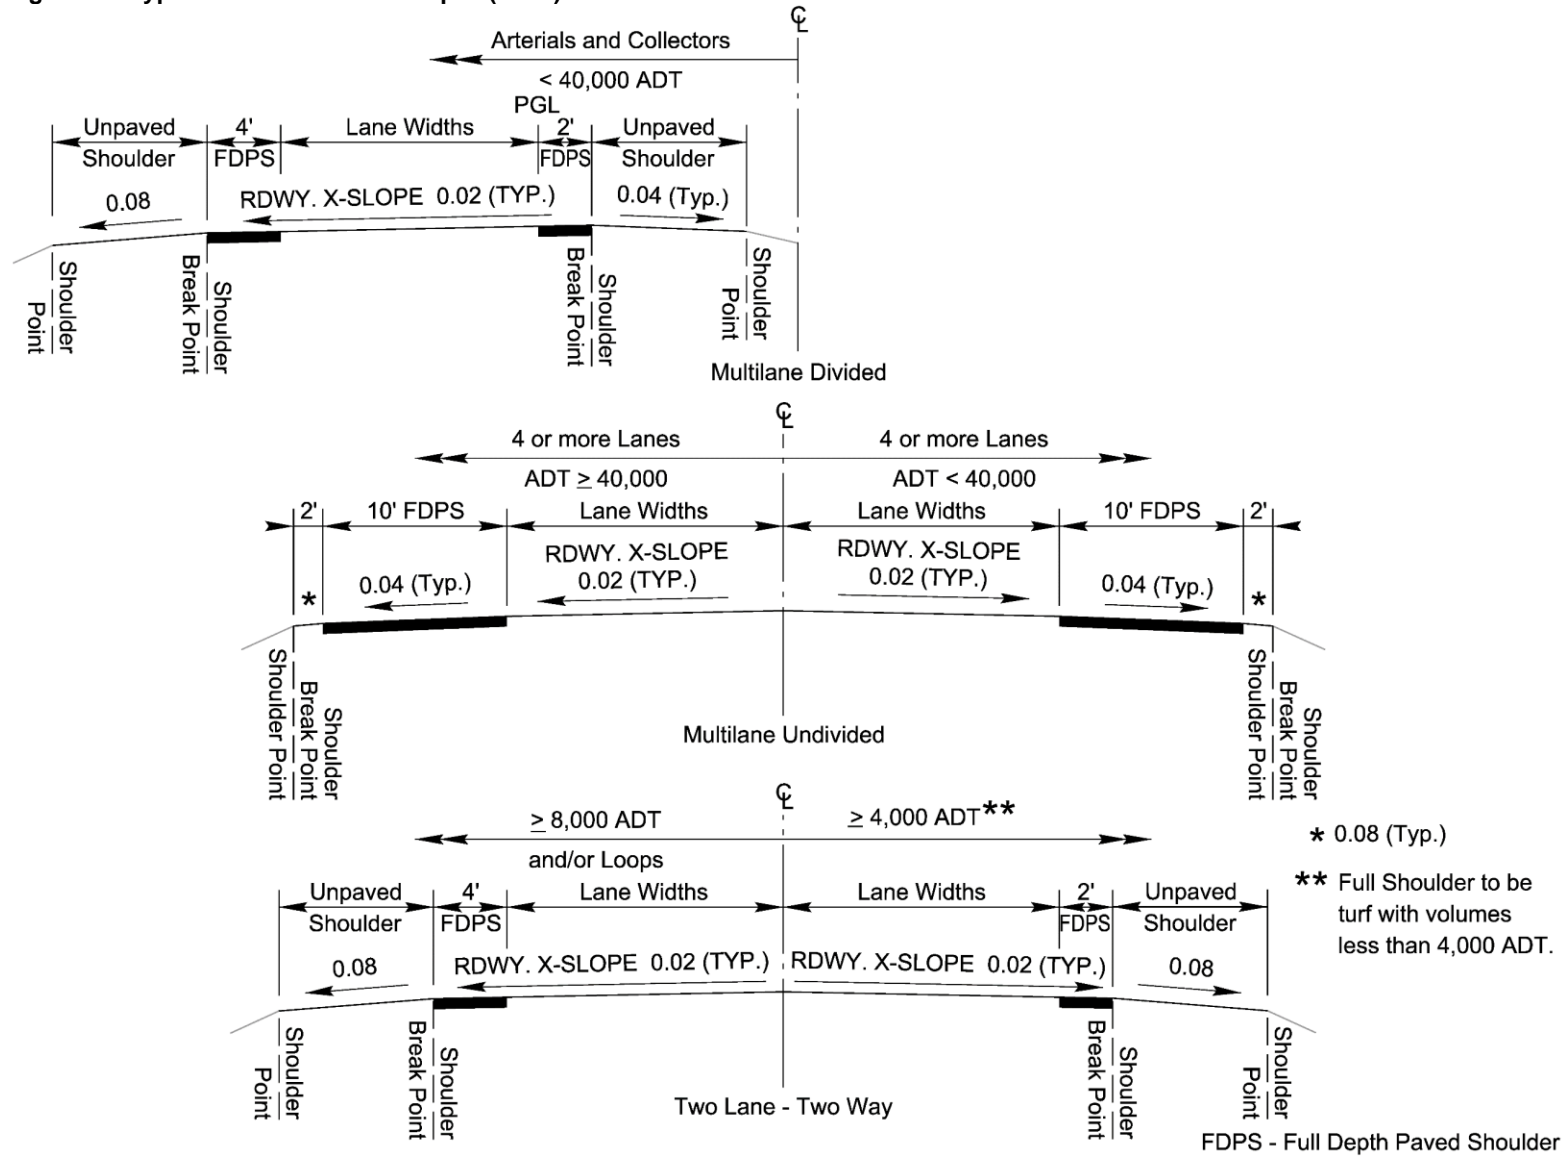 ℄
Arterials and Collectors
< 40,000 ADT
PGL
Unpaved
Shoulder
4'
FDPS
Lane Widths
2'
FDPS
Unpaved
Shoulder
0.08
RDWY. X-SLOPE 0.02 (TYP.)
0.04 (Typ.)
Shoulder
Point
Shoulder
Break Point
Shoulder
Break Point
Shoulder
Point
Multilane Divided
℄
4 or more Lanes
ADT ≥ 40,000
4 or more Lanes
ADT < 40,000
2'
10' FDPS
Lane Widths
Lane Widths
10' FDPS
2'
RDWY. X-SLOPE
0.02 (TYP.)
RDWY. X-SLOPE
0.02 (TYP.)
*
0.04 (Typ.)
0.04 (Typ.)
*
Shoulder Point
Shoulder
Break Point
Shoulder Point
Shoulder
Break Point
Multilane Undivided
℄
≥ 8,000 ADT
and/or Loops
≥ 4,000 ADT**
Unpaved
Shoulder
4'
FDPS
Lane Widths
Lane Widths
2'
FDPS
Unpaved
Shoulder
0.08
RDWY. X-SLOPE 0.02 (TYP.)
RDWY. X-SLOPE 0.02 (TYP.)
0.08
Shoulder
Point
Shoulder
Break Point
Shoulder
Break Point
Shoulder
Point
Two Lane - Two Way
* 0.08 (Typ.)
** Full Shoulder to be
turf with volumes
less than 4,000 ADT.
FDPS - Full Depth Paved Shoulder